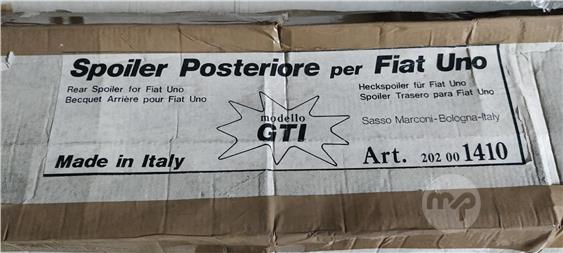 Spoiler Posteriore per Fiat Uno
Rear Spoiler for Fiat Uno
Becquet Arrière pour Fiat Uno
Heckspoiler für Fiat Uno
Spoiler Trasero para Fiat Uno
modello
GTI
Sasso Marconi-Bologna-Italy
Made in Italy
Art. 202 00 1410
mp